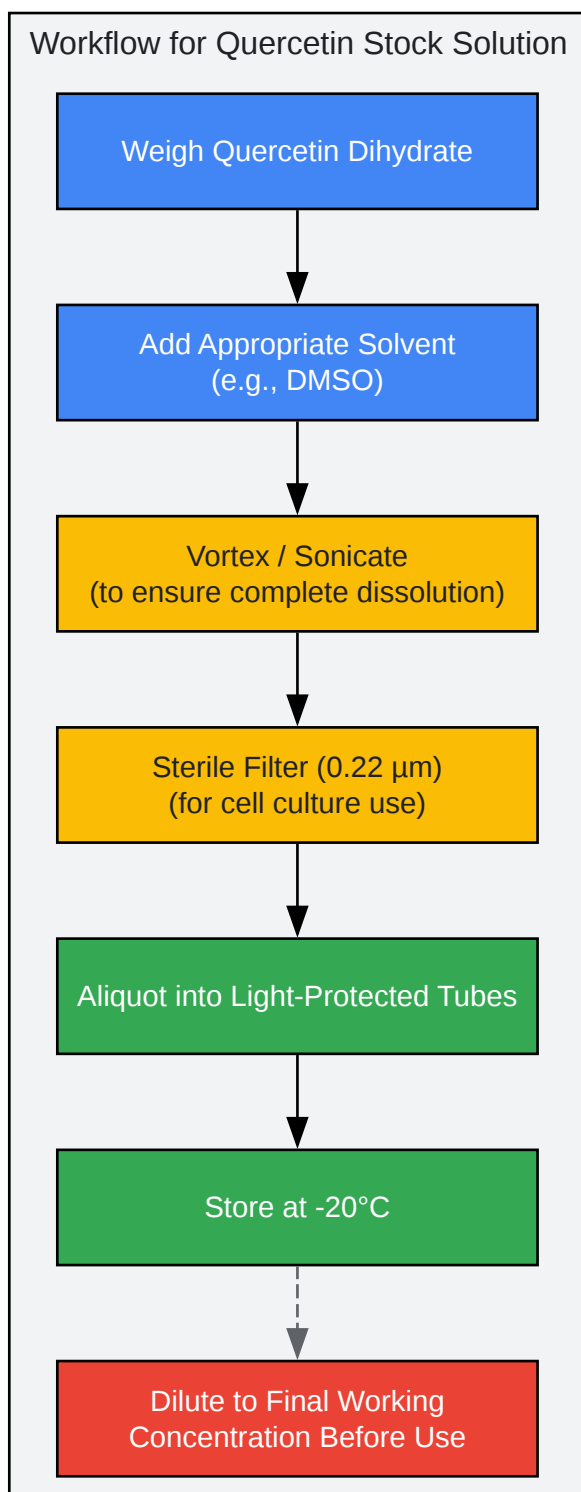 Workflow for Quercetin Stock Solution
Weigh Quercetin Dihydrate
Add Appropriate Solvent
(e.g., DMSO)
Vortex / Sonicate
(to ensure complete dissolution)
Sterile Filter (0.22 µm)
(for cell culture use)
Aliquot into Light-Protected Tubes
Store at -20°C
Dilute to Final Working
Concentration Before Use